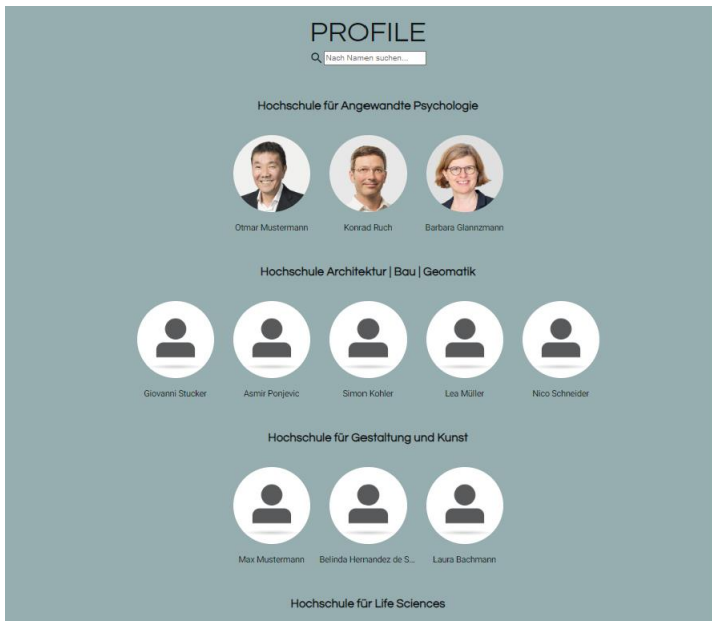 PROFILE
Nach Namen suchen...
Hochschule für Angewandte Psychologie
Otmar Mustermann Konrad Ruch Barbara Glannzmann
Hochschule Architektur | Bau | Geomatik
Giovanni Stucker Asmir Ponjevic Simon Kohler Lea Müller Nico Schneider
Hochschule für Gestaltung und Kunst
Max Mustermann Belinda Hernandez de S... Laura Bachmann
Hochschule für Life Sciences